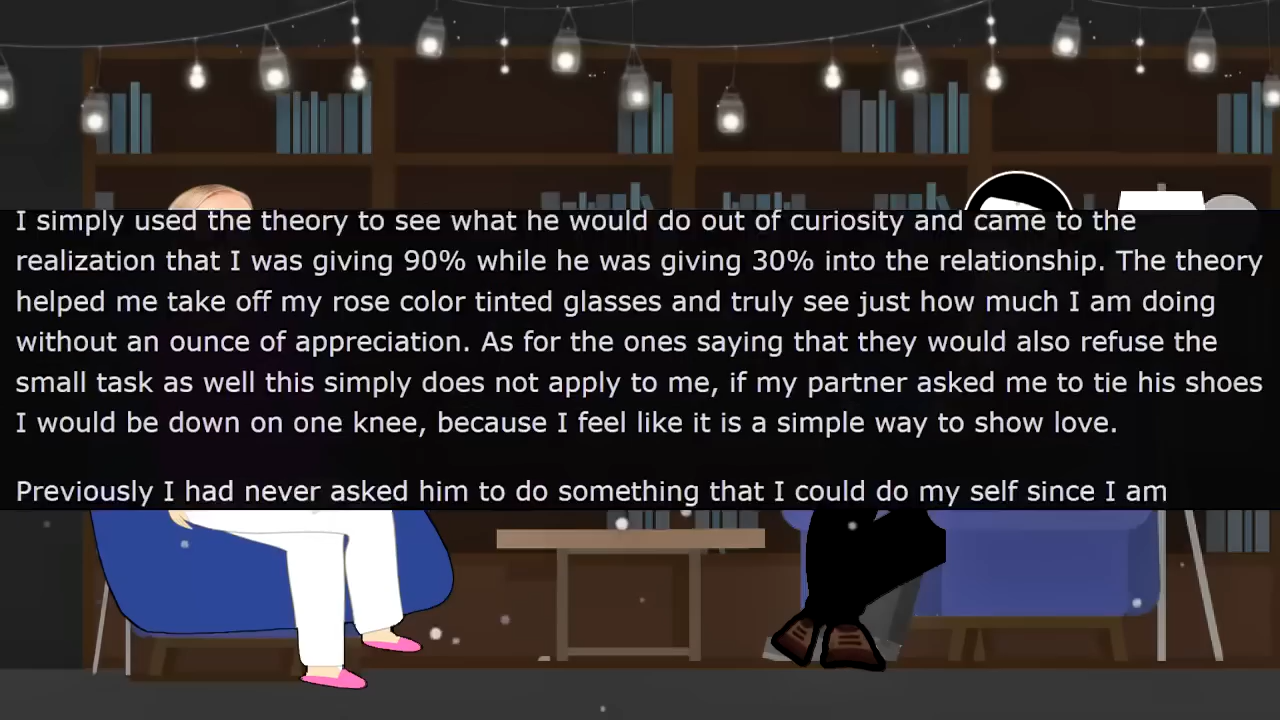 I simply used the theory to see what he would do out of curiosity and came to the
realization that I was giving 90% while he was giving 30% into the relationship. The theory
helped me take off my rose color tinted glasses and truly see just how much I am doing
without an ounce of appreciation. As for the ones saying that they would also refuse the
small task as well this simply does not apply to me, if my partner asked me to tie his shoes
I would be down on one knee, because I feel like it is a simple way to show love.
Previously I had never asked him to do something that I could do my self since I am